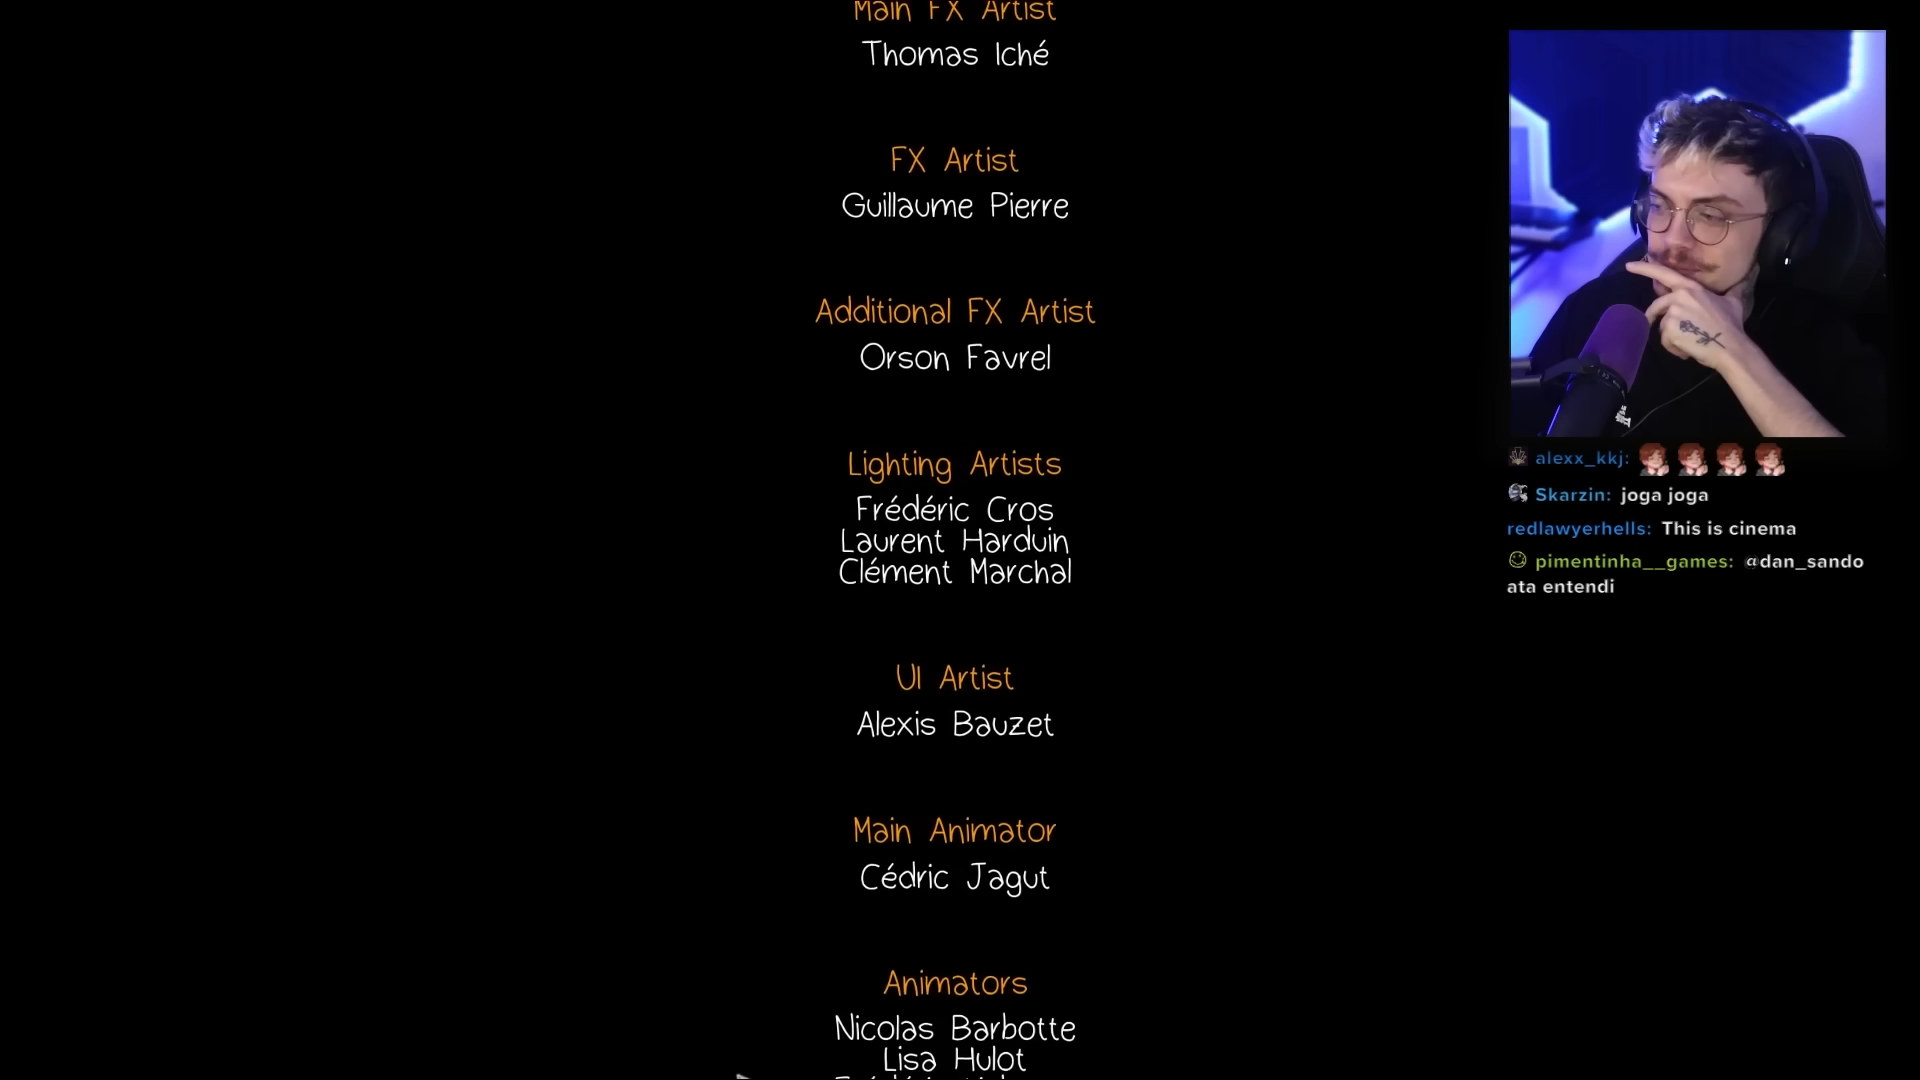 Main FX Artist
Thomas Iché
FX Artist
Guillaume Pierre
Additional FX Artist
Orson Favrel
Lighting Artists
Frédéric Cros
Laurent Harduin
Clément Marchal
UI Artist
Alexis Bauzet
Main Animator
Cédric Jagut
Animators
Nicolas Barbotte
Lisa Hulot
alexx_kkj:
Skarzin: joga joga
redlawyerhells: This is cinema
pimentinha__games: @dan_sando
ata entendi